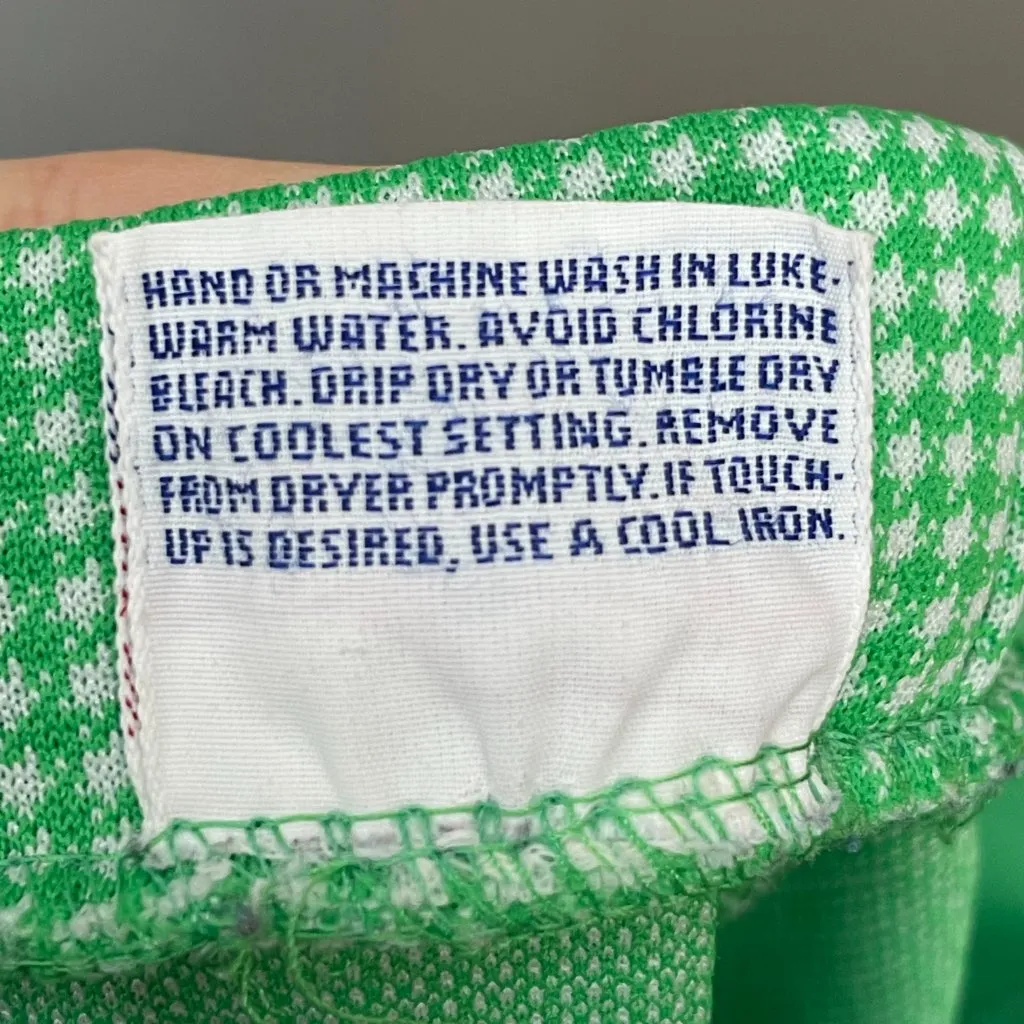 HAND OR MACHINE WASH IN LUKE-
WARM WATER. AVOID CHLORINE
BLEACH. DRIP DRY OR TUMBLE DRY
ON COOLEST SETTING. REMOVE
FROM DRYER PROMPTLY. IF TOUCH-
UP IS DESIRED, USE A COOL IRON.